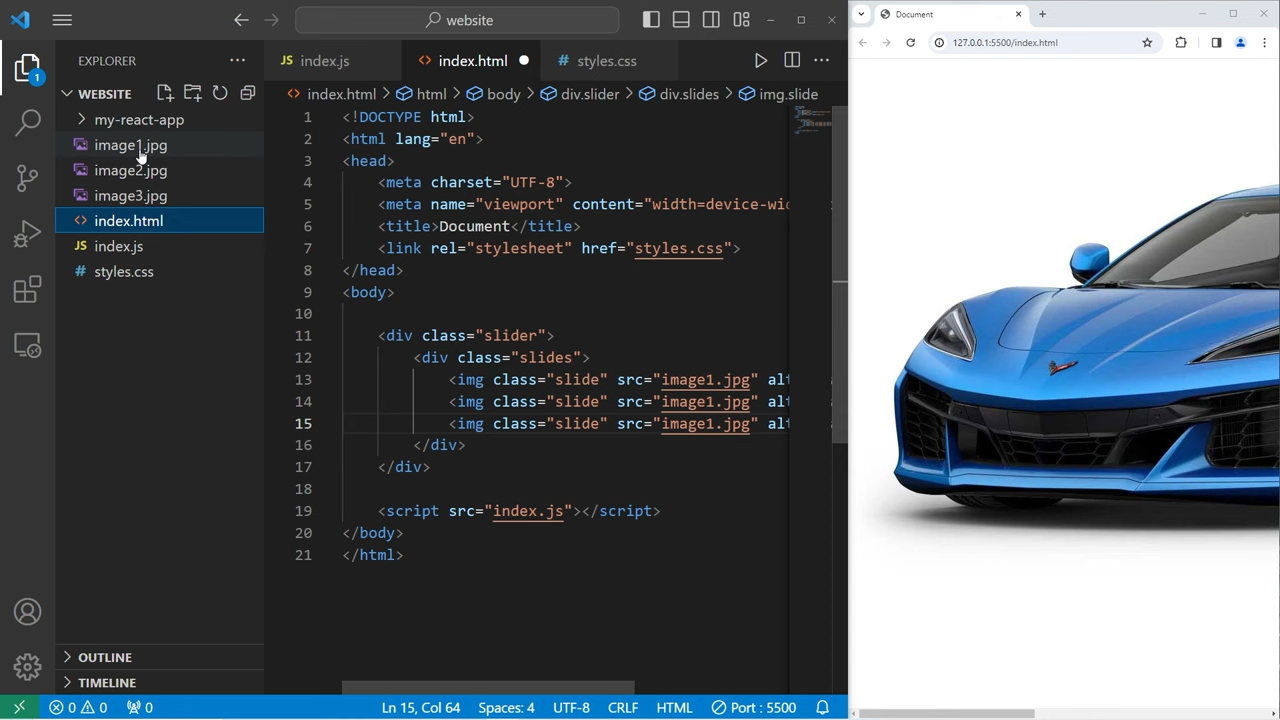 website
EXPLORER
WEBSITE
my-react-app
image1.jpg
image2.jpg
image3.jpg
index.html
index.js
styles.css
OUTLINE
TIMELINE
1
JS index.js
<> index.html
# styles.css
<> index.html > html > body > div.slider > div.slides > img.slide
1 <!DOCTYPE html>
2 <html lang="en">
3 <head>
4 <meta charset="UTF-8">
5 <meta name="viewport" content="width=device-wid
6 <title>Document</title>
7 <link rel="stylesheet" href="styles.css">
8 </head>
9 <body>
10
11 <div class="slider">
12 <div class="slides">
13 <img class="slide" src="image1.jpg" alt
14 <img class="slide" src="image1.jpg" alt
15 <img class="slide" src="image1.jpg" alt
16 </div>
17 </div>
18
19 <script src="index.js"></script>
20 </body>
21 </html>
0 0 0
Ln 15, Col 64 Spaces: 4 UTF-8 CRLF HTML Port : 5500
Document
127.0.0.1:5500/index.html